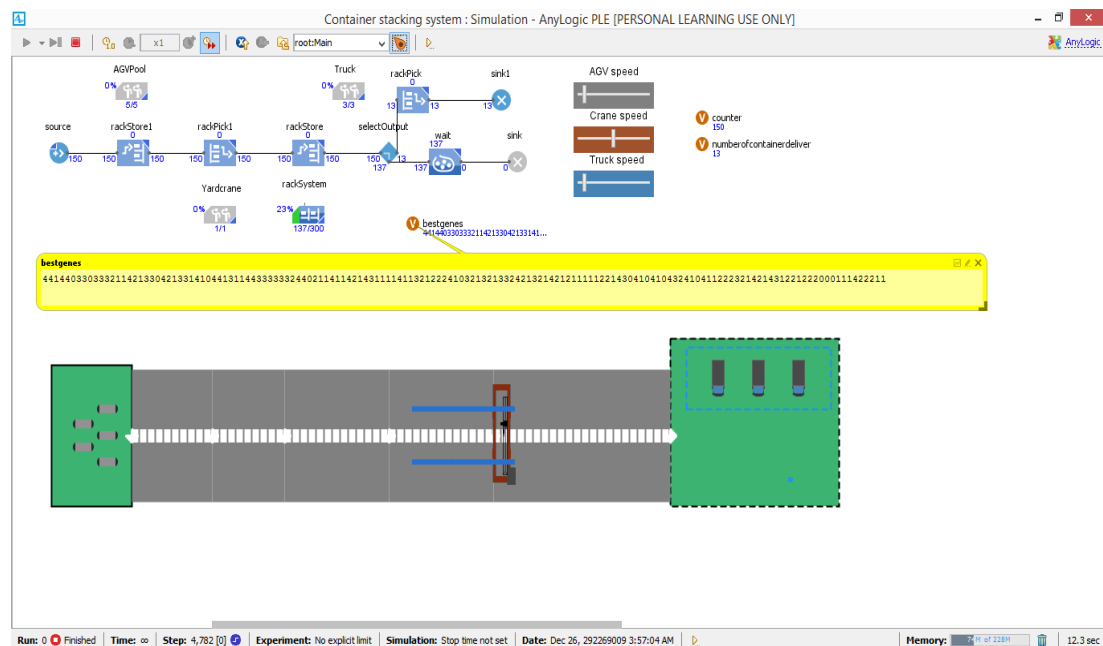 Container stacking system : Simulation - AnyLogic PLE [PERSONAL LEARNING USE ONLY]
x1
root:Main
AnyLogic
AGVPool
0%
5/5
Truck
0%
3/3
rackPick
0
13
13
sink1
13
AGV speed
Crane speed
Truck speed
counter
150
numberofcontainerdeliver
13
source
150
rackStore1
0
150
150
rackPick1
0
150
150
rackStore
0
150
150
selectOutput
150
13
137
wait
137
137
0
sink
0
Yardcrane
0%
1/1
rackSystem
23%
137/300
bestgenes
4414403303332114213304213314​1...
bestgenes
44144033033321142133042133141044131144333333244021141142143111141132122241032132133242132142121111122143041041043241041122232142143122121222000111422211
Run: 0 Finished Time: ∞ Step: 4,782 [0] Experiment: No explicit limit Simulation: Stop time not set Date: Dec 26, 292269009 3:57:04 AM Memory: of 228M 12.3 sec